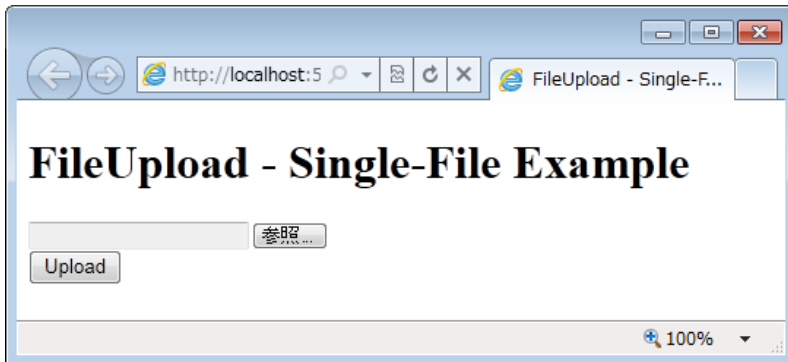 http://localhost:5
FileUpload - Single-F...
FileUpload - Single-File Example
参照...
Upload
100%